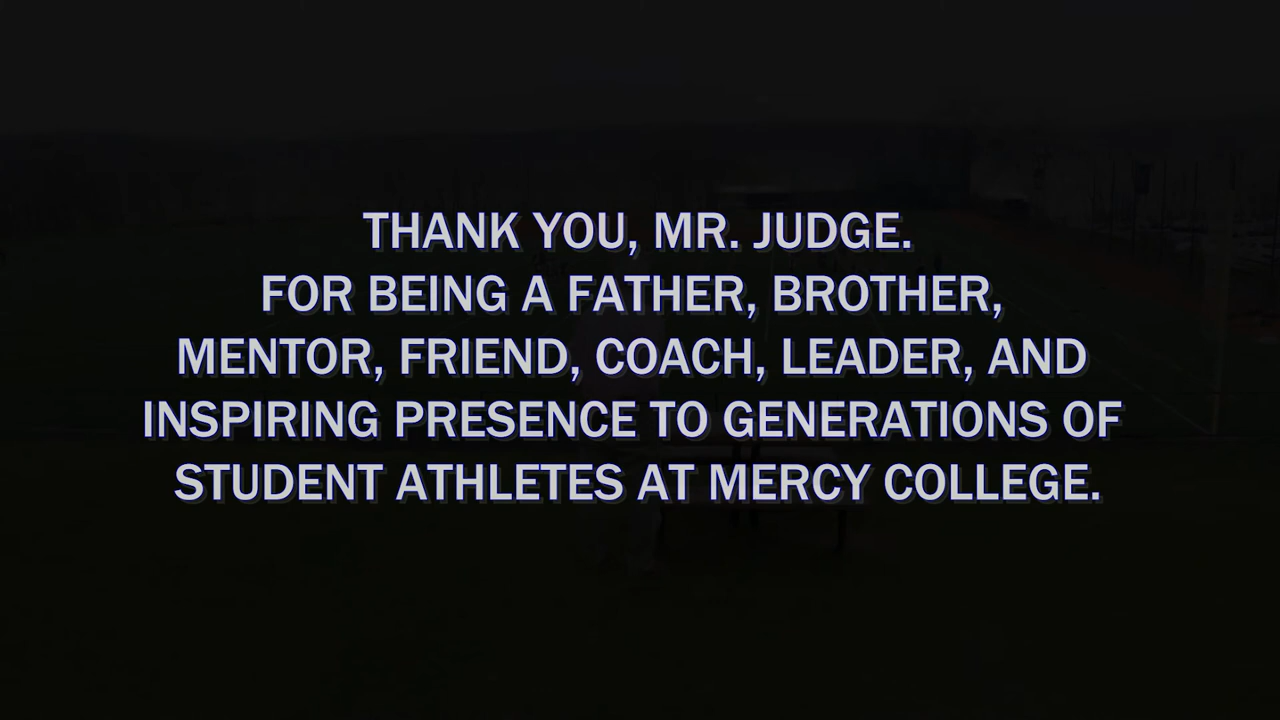 THANK YOU, MR. JUDGE.
FOR BEING A FATHER, BROTHER,
MENTOR, FRIEND, COACH, LEADER, AND
INSPIRING PRESENCE TO GENERATIONS OF
STUDENT ATHLETES AT MERCY COLLEGE.